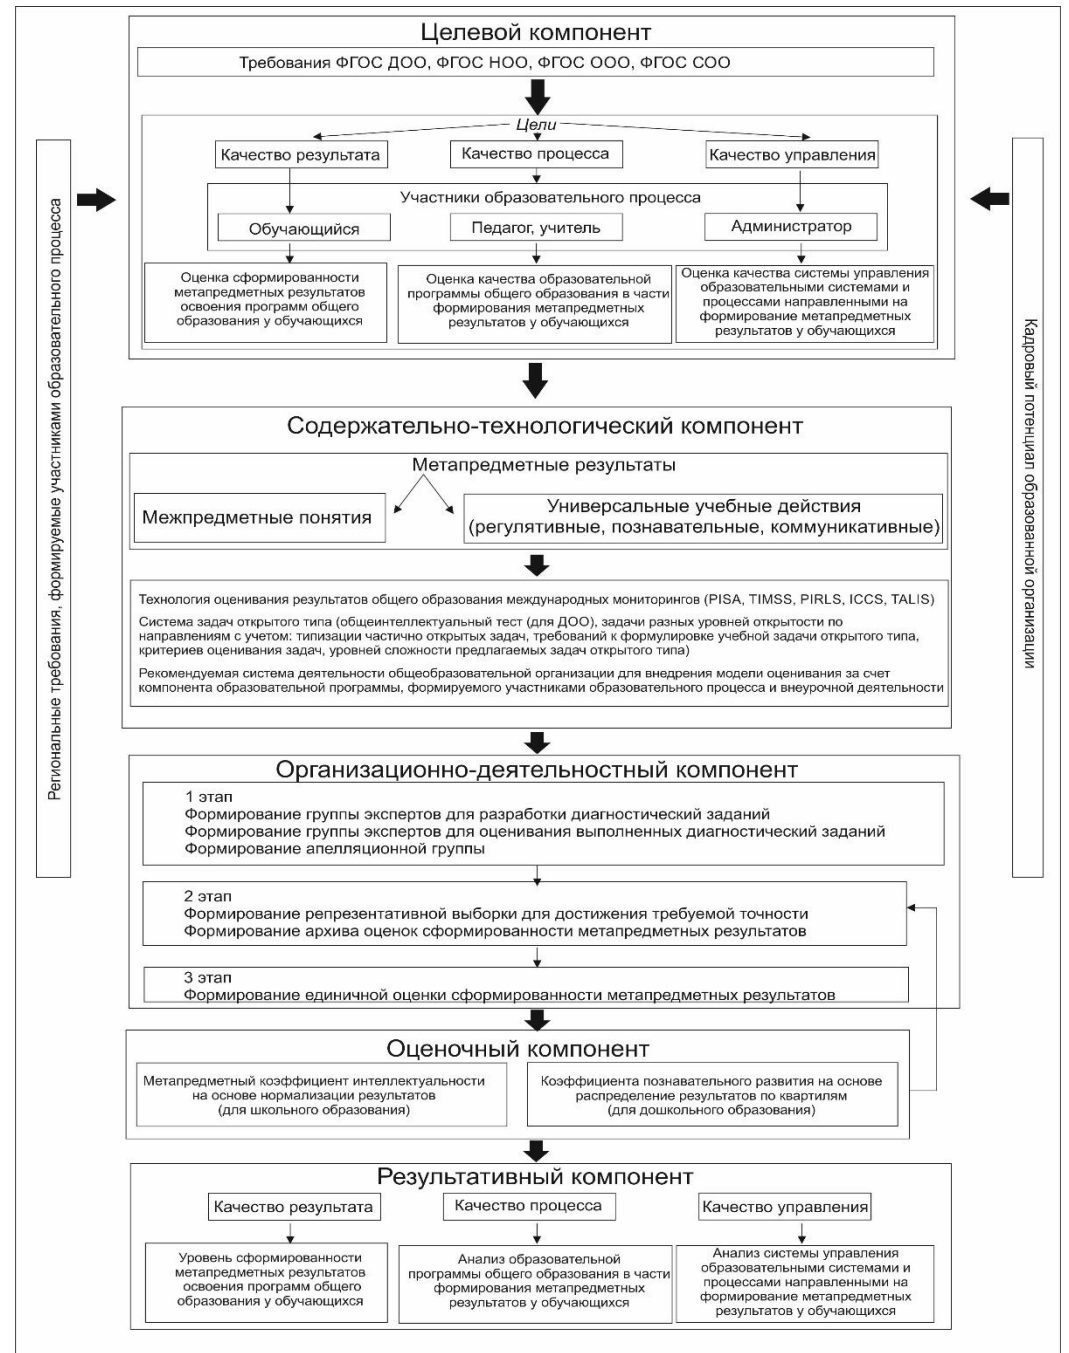 Целевой компонент
Требования ФГОС ДОО, ФГОС НОО, ФГОС ООО, ФГОС СОО
Цели
Качество результата
Качество процесса
Качество управления
Участники образовательного процесса
Обучающийся
Педагог, учитель
Администратор
Оценка сформированности
метапредметных результатов
освоения программ общего
образования у обучающихся
Оценка качества образовательной
программы общего образования в части
формирование метапредметных
результатов у обучающихся
Оценка качества системы управления
образовательными системами и
процессами направленными на
формирование метапредметных
результатов у обучающихся
Региональные требования, формируемые участниками образовательного процесса
Кадровый потенциал образованной организации
Содержательно-технологический компонент
Метапредметные результаты
Межпредметные понятия
Универсальные учебные действия
(регулятивные, познавательные, коммуникативные)
Технология оценивания результатов общего образования международных мониторингов (PISA, TIMSS, PIRLS, ICCS, TALIS)
Система задач открытого типа (общеинтеллектуальный тест (для ДОО), задачи разных уровней открытости по
направлениям с учетом: типизации частично открытых задач, требований к формулировке учебной задачи открытого типа,
критериев оценивания задач, уровней сложности предлагаемых задач открытого типа)
Рекомендуемая система деятельности общеобразовательной организации для внедрения модели оценивания за счет
компонента образовательной программы, формируемого участниками образовательного процесса и внеурочной деятельности
Организационно-деятельностный компонент
1 этап
Формирование группы экспертов для разработки диагностический заданий
Формирование группы экспертов для оценивания выполненных диагностический заданий
Формирование апелляционной группы
2 этап
Формирование репрезентативной выборки для достижения требуемой точности
Формирование архива оценок сформированности метапредметных результатов
3 этап
Формирование единичной оценки сформированности метапредметных результатов
Оценочный компонент
Метапредметный коэффициент интеллектуальности
на основе нормализации результатов
(для школьного образования)
Коэффициента познавательного развития на основе
распределение результатов по квартилям
(для дошкольного образования)
Результативный компонент
Качество результата
Качество процесса
Качество управления
Уровень сформированности
метапредметных результатов
освоения программ общего
образования у обучающихся
Анализ образовательной
программы общего образования в части
формирования метапредметных
результатов у обучающихся
Анализ системы управления
образовательными системами и
процессами направленными на
формирование метапредметных
результатов у обучающихся